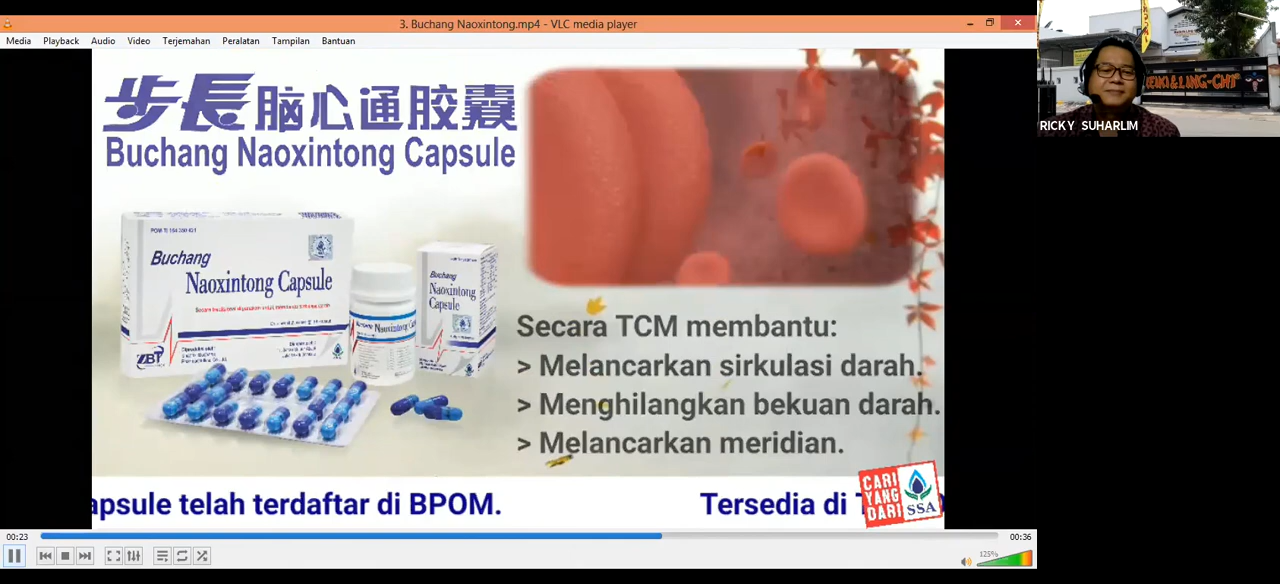 3. Buchang Naoxintong.mp4 - VLC media player
Media Playback Audio Video Terjemahan Peralatan Tampilan Bantuan
步長脑心通胶囊
Buchang Naoxintong Capsule
Buchang
Naoxintong Capsule
ZBT
Buchang
Naoxintong
Capsule
Naoxintong
Secara TCM membantu:
> Melancarkan sirkulasi darah.
> Menghilangkan bekuan darah.
> Melancarkan meridian.
apsule telah terdaftar di BPOM.
Tersedia di T
CARI
YANG
DARI
SSA
00:23
00:36
125%
RICKY SUHARLIM